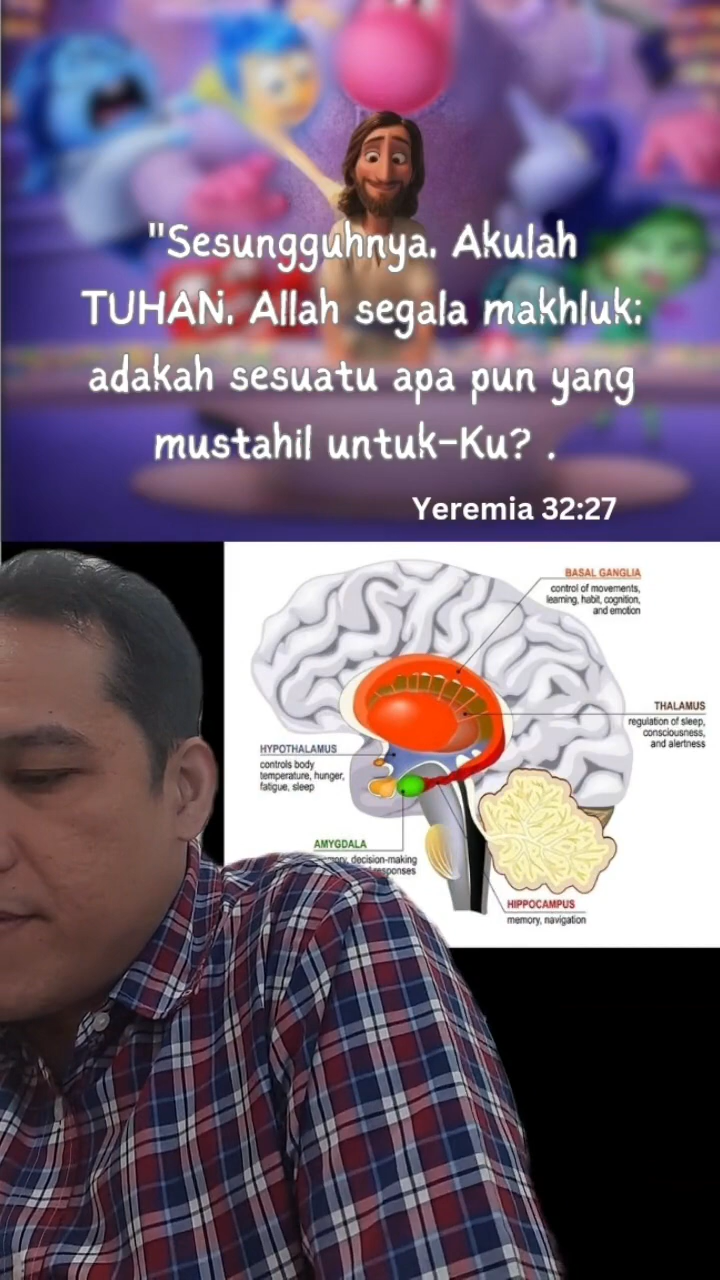 "Sesungguhnya. Akulah
TUHAN. Allah segala makhluk:
adakah sesuatu apa pun yang
mustahil untuk-Ku? .
Yeremia 32:27
BASAL GANGLIA
control of movements,
learning, habit, cognition,
and emotion
THALAMUS
regulation of sleep,
consciousness,
and alertness
HYPOTHALAMUS
controls body
temperature, hunger,
fatigue, sleep
AMYGDALA
decision-making
HIPPOCAMPUS
memory, navigation